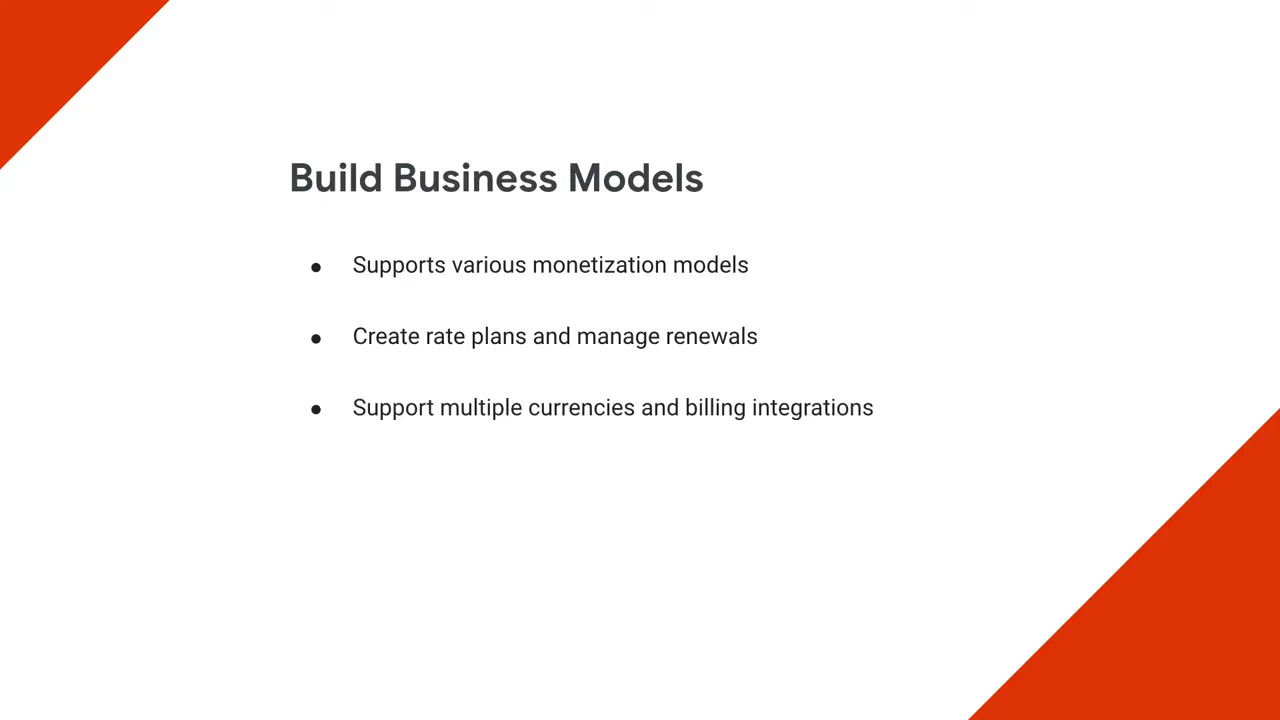 Build Business Models
● Supports various monetization models
● Create rate plans and manage renewals
● Support multiple currencies and billing integrations